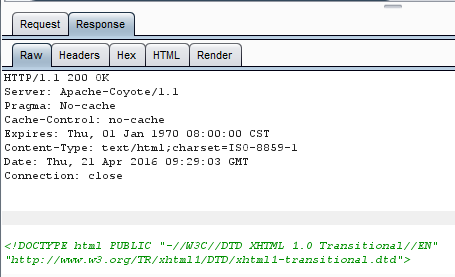 Request Response
Raw Headers Hex HTML Render
HTTP/1.1 200 OK
Server: Apache-Coyote/1.1
Pragma: No-cache
Cache-Control: no-cache
Expires: Thu, 01 Jan 1970 08:00:00 CST
Content-Type: text/html;charset=ISO-8859-1
Date: Thu, 21 Apr 2016 09:29:03 GMT
Connection: close
<!DOCTYPE html PUBLIC "-//W3C//DTD XHTML 1.0 Transitional//EN"
"http://www.w3.org/TR/xhtml1/DTD/xhtml1-transitional.dtd">